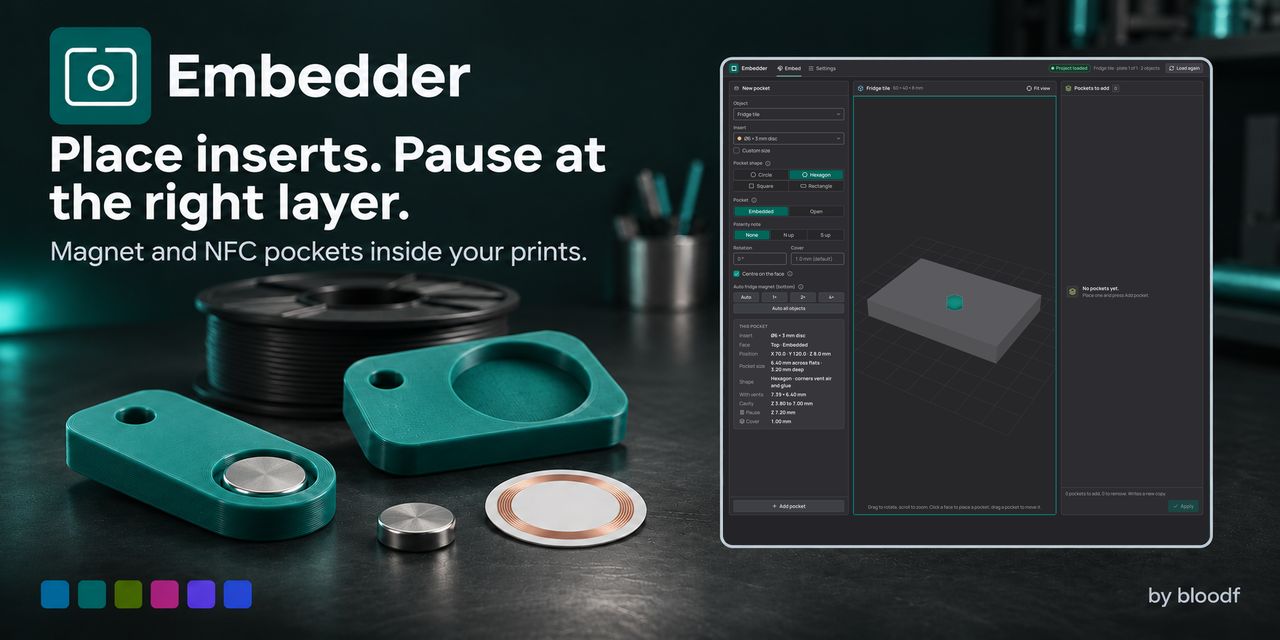 Embedder
Place inserts. Pause at
the right layer.
Magnet and NFC pockets inside your prints.
by bloodf
Embedder
Embed
Settings
Project loaded
Fridge tile · plate 1 of 1 · 2 objects
Load again
New pocket
Object
Fridge tile
Insert
Ø6 × 3 mm disc
Custom size
Pocket shape
Circle
Hexagon
Square
Rectangle
Pocket
Embedded
Open
Polarity note
None
N up
S up
Rotation
Cover
0 °
1.0 mm (default)
Centre on the face
Auto fridge magnet (bottom)
Auto
1×
2×
4×
Auto all objects
THIS POCKET
Insert Ø6 × 3 mm disc
Face Top · Embedded
Position X 70.0 · Y 120.0 · Z 8.0 mm
Pocket size 6.40 mm across flats ·
3.20 mm deep
Shape Hexagon · corners vent air
and glue
With vents 7.39 × 6.40 mm
Cavity Z 3.80 to 7.00 mm
Pause Z 7.20 mm
Cover 1.00 mm
+ Add pocket
Fridge tile 60 × 40 × 8 mm
Fit view
Drag to rotate, scroll to zoom. Click a face to place a pocket, drag a pocket to move it.
Pockets to add 0
No pockets yet.
Place one and press Add pocket.
0 pockets to add, 0 to remove. Writes a new copy.
Apply